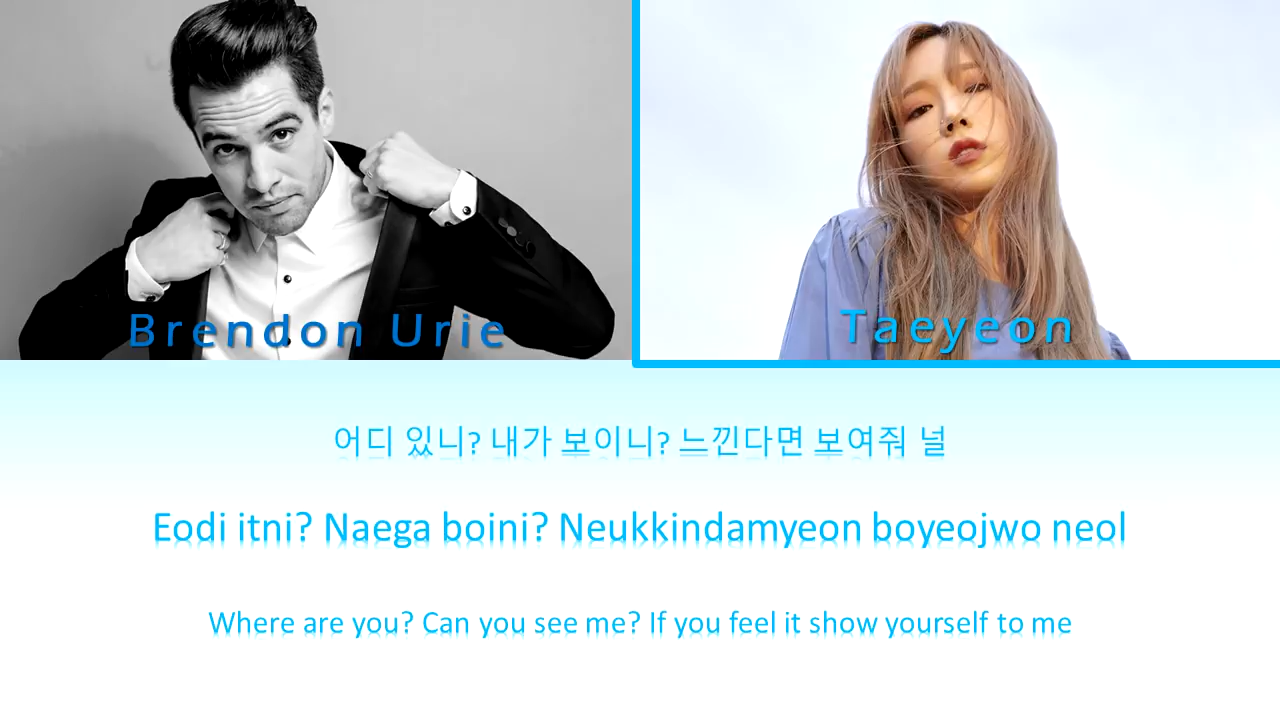 Brendon Urie
Taeyeon
어디 있니? 내가 보이니? 느낀다면 보여줘 널
Eodi itni? Naega boini? Neukkindamyeon boyeojwo neol
Where are you? Can you see me? If you feel it show yourself to me